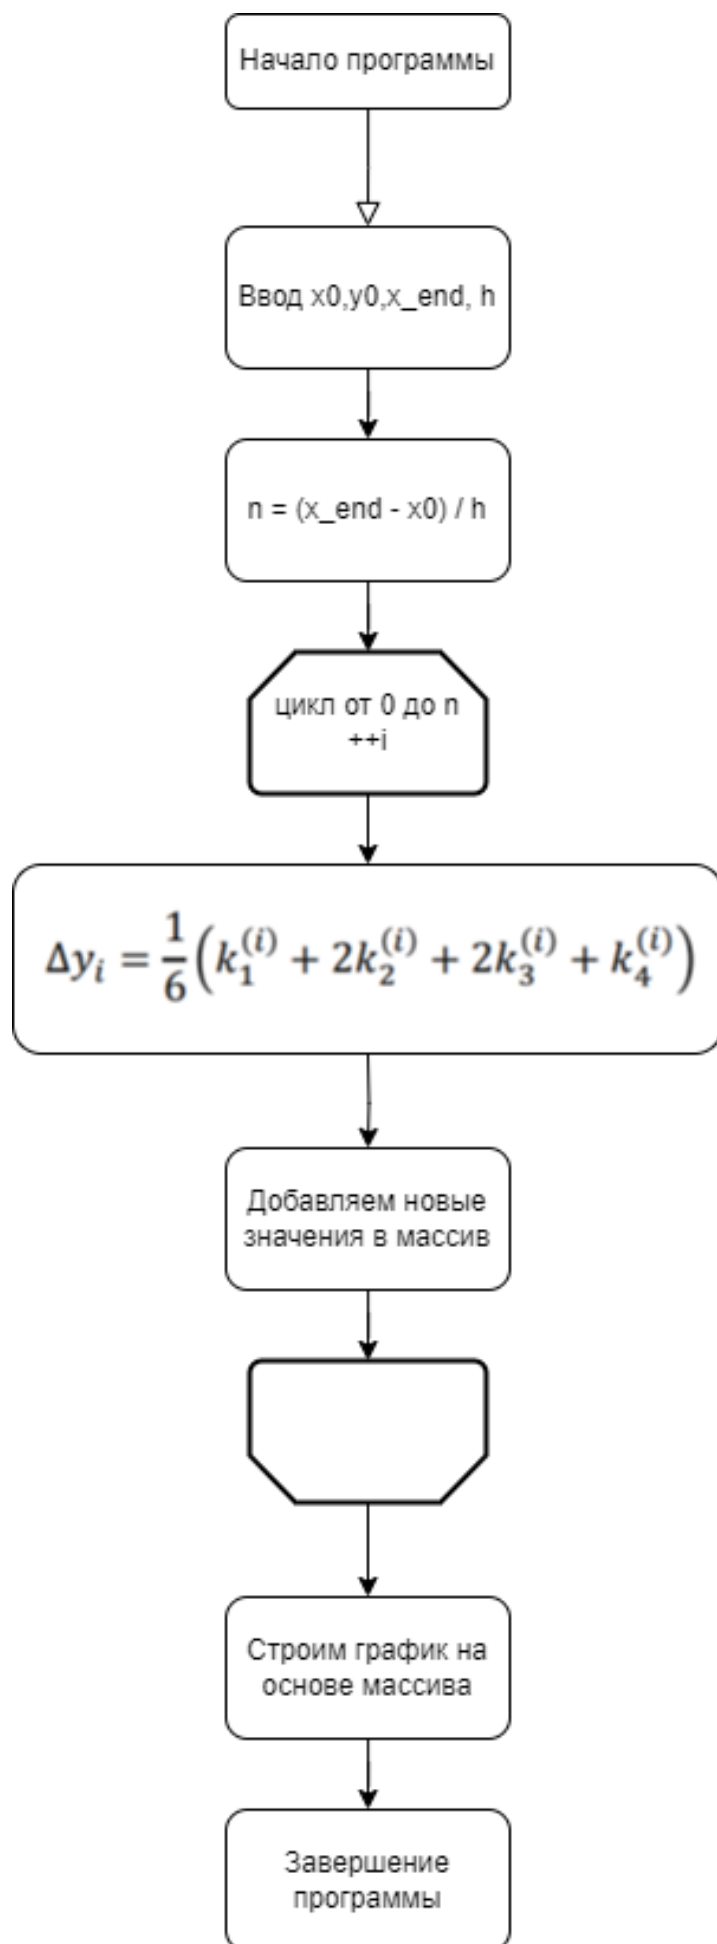 Начало программы
Ввод x0,y0,x_end, h
n = (x_end - x0) / h
цикл от 0 до n
++i
Δy_i = 1/6 (k_1^(i) + 2k_2^(i) + 2k_3^(i) + k_4^(i))
Добавляем новые
значения в массив
Строим график на
основе массива
Завершение
программы